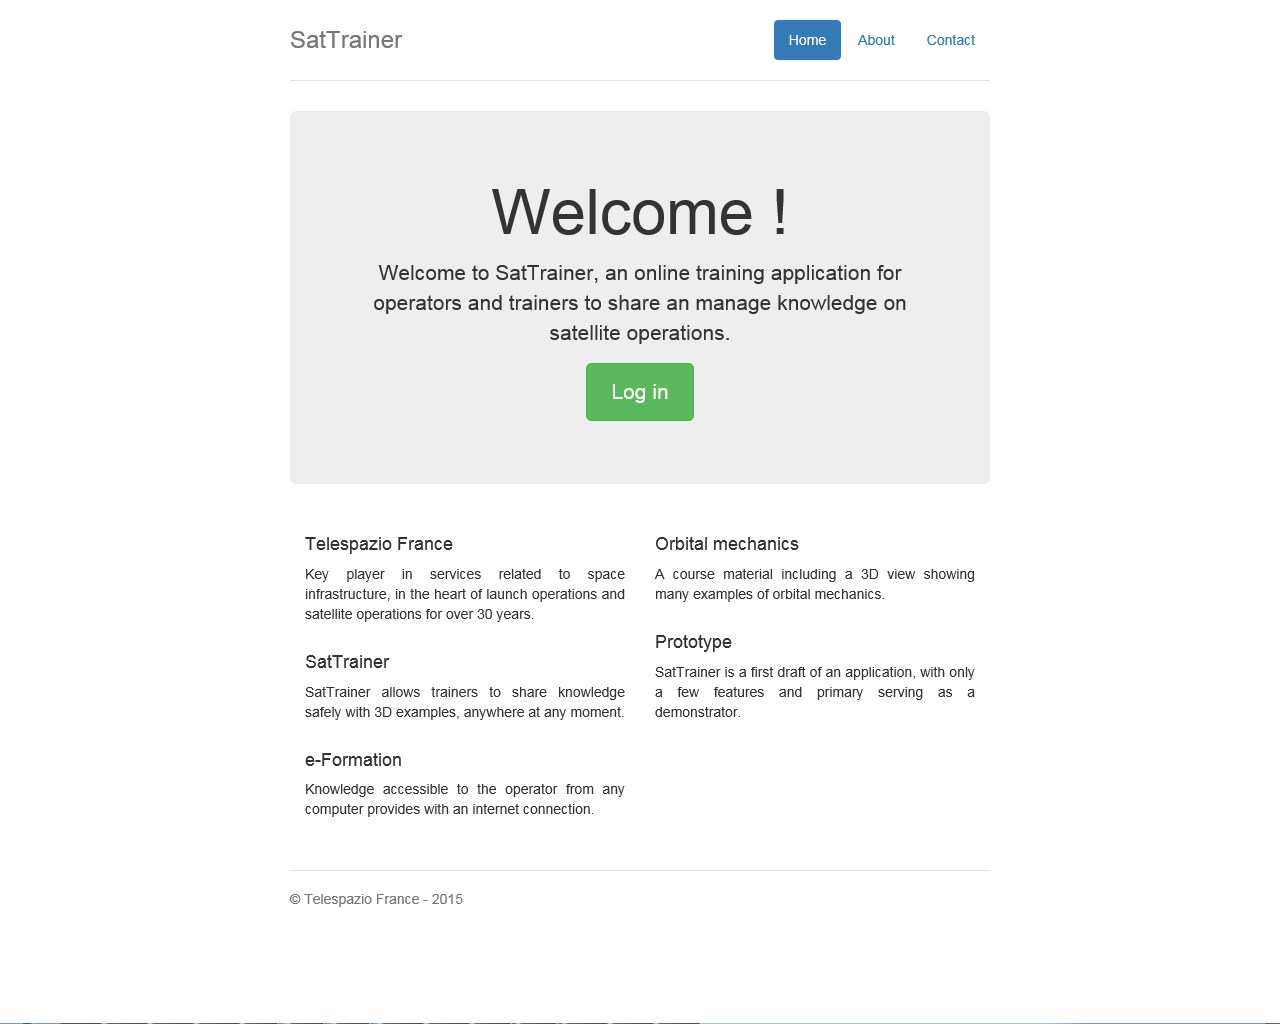 SatTrainer
Home
About
Contact
Welcome !
Welcome to SatTrainer, an online training application for
operators and trainers to share an manage knowledge on
satellite operations.
Log in
Telespazio France
Key player in services related to space
infrastructure, in the heart of launch operations and
satellite operations for over 30 years.
SatTrainer
SatTrainer allows trainers to share knowledge
safely with 3D examples, anywhere at any moment.
e-Formation
Knowledge accessible to the operator from any
computer provides with an internet connection.
Orbital mechanics
A course material including a 3D view showing
many examples of orbital mechanics.
Prototype
SatTrainer is a first draft of an application, with only
a few features and primary serving as a
demonstrator.
© Telespazio France - 2015